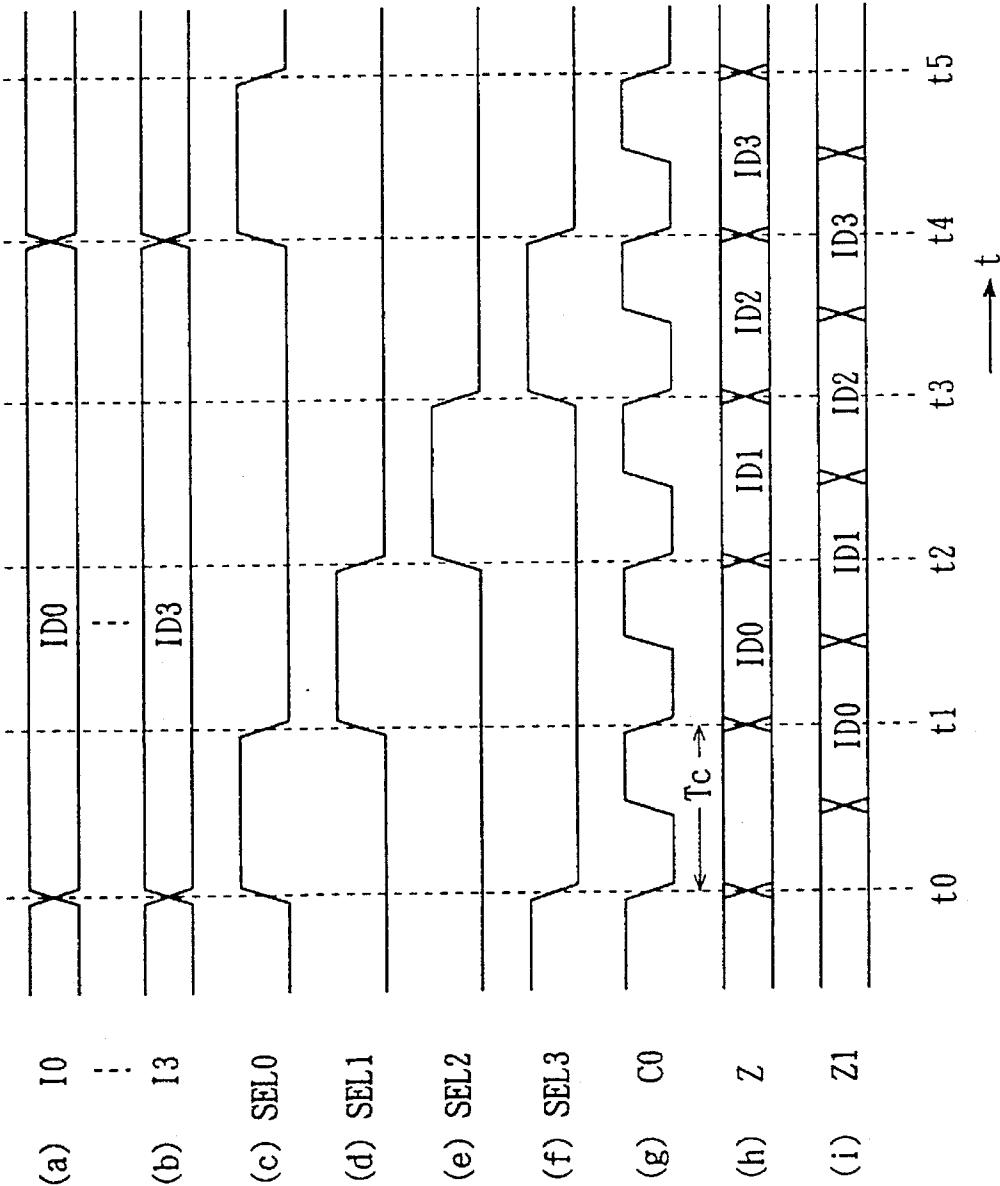 (a) I0 ID0
(b) I3 ID3
(c) SEL0
(d) SEL1
(e) SEL2
(f) SEL3
(g) C0 Tc
(h) Z ID0 ID1 ID2 ID3
(i) Z1 ID0 ID1 ID2 ID3
t0 t1 t2 t3 t4 t5
t